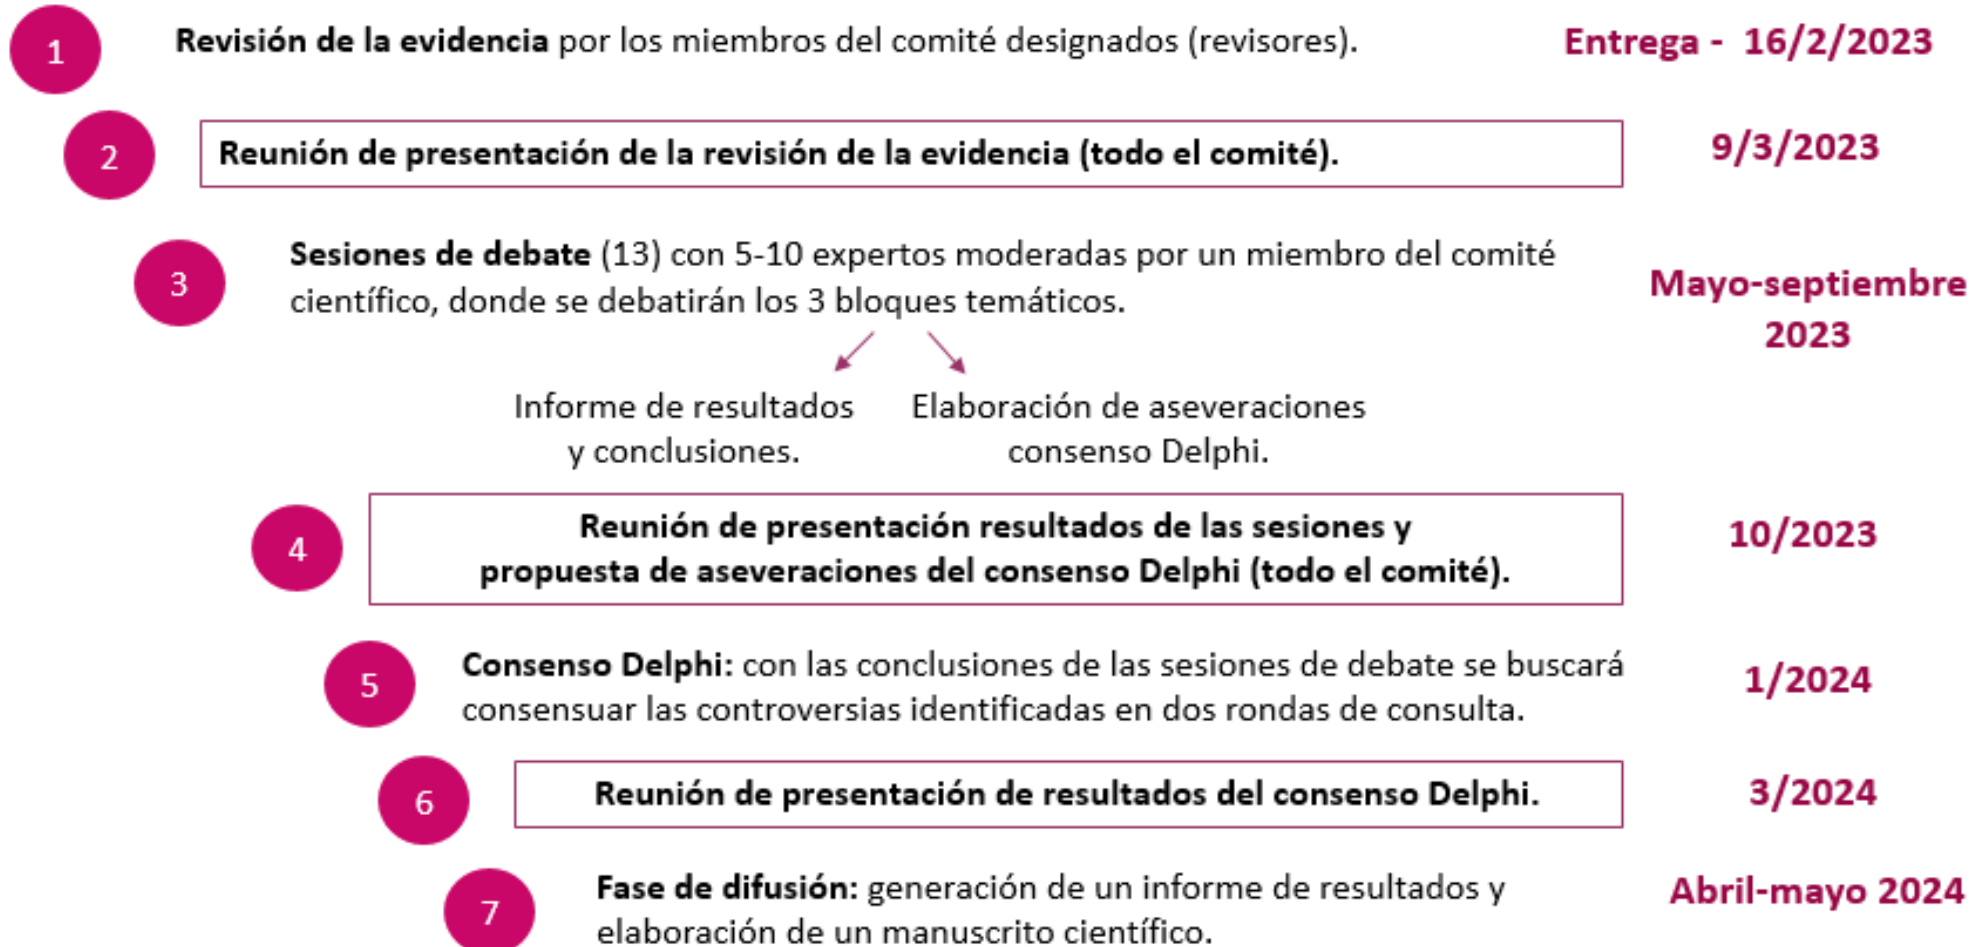 1
Revisión de la evidencia por los miembros del comité designados (revisores).
Entrega - 16/2/2023
2
Reunión de presentación de la revisión de la evidencia (todo el comité).
9/3/2023
3
Sesiones de debate (13) con 5-10 expertos moderadas por un miembro del comité
científico, donde se debatirán los 3 bloques temáticos.
Mayo-septiembre
2023
Informe de resultados
y conclusiones.
Elaboración de aseveraciones
consenso Delphi.
4
Reunión de presentación resultados de las sesiones y
propuesta de aseveraciones del consenso Delphi (todo el comité).
10/2023
5
Consenso Delphi: con las conclusiones de las sesiones de debate se buscará
consensuar las controversias identificadas en dos rondas de consulta.
1/2024
6
Reunión de presentación de resultados del consenso Delphi.
3/2024
7
Fase de difusión: generación de un informe de resultados y
elaboración de un manuscrito científico.
Abril-mayo 2024